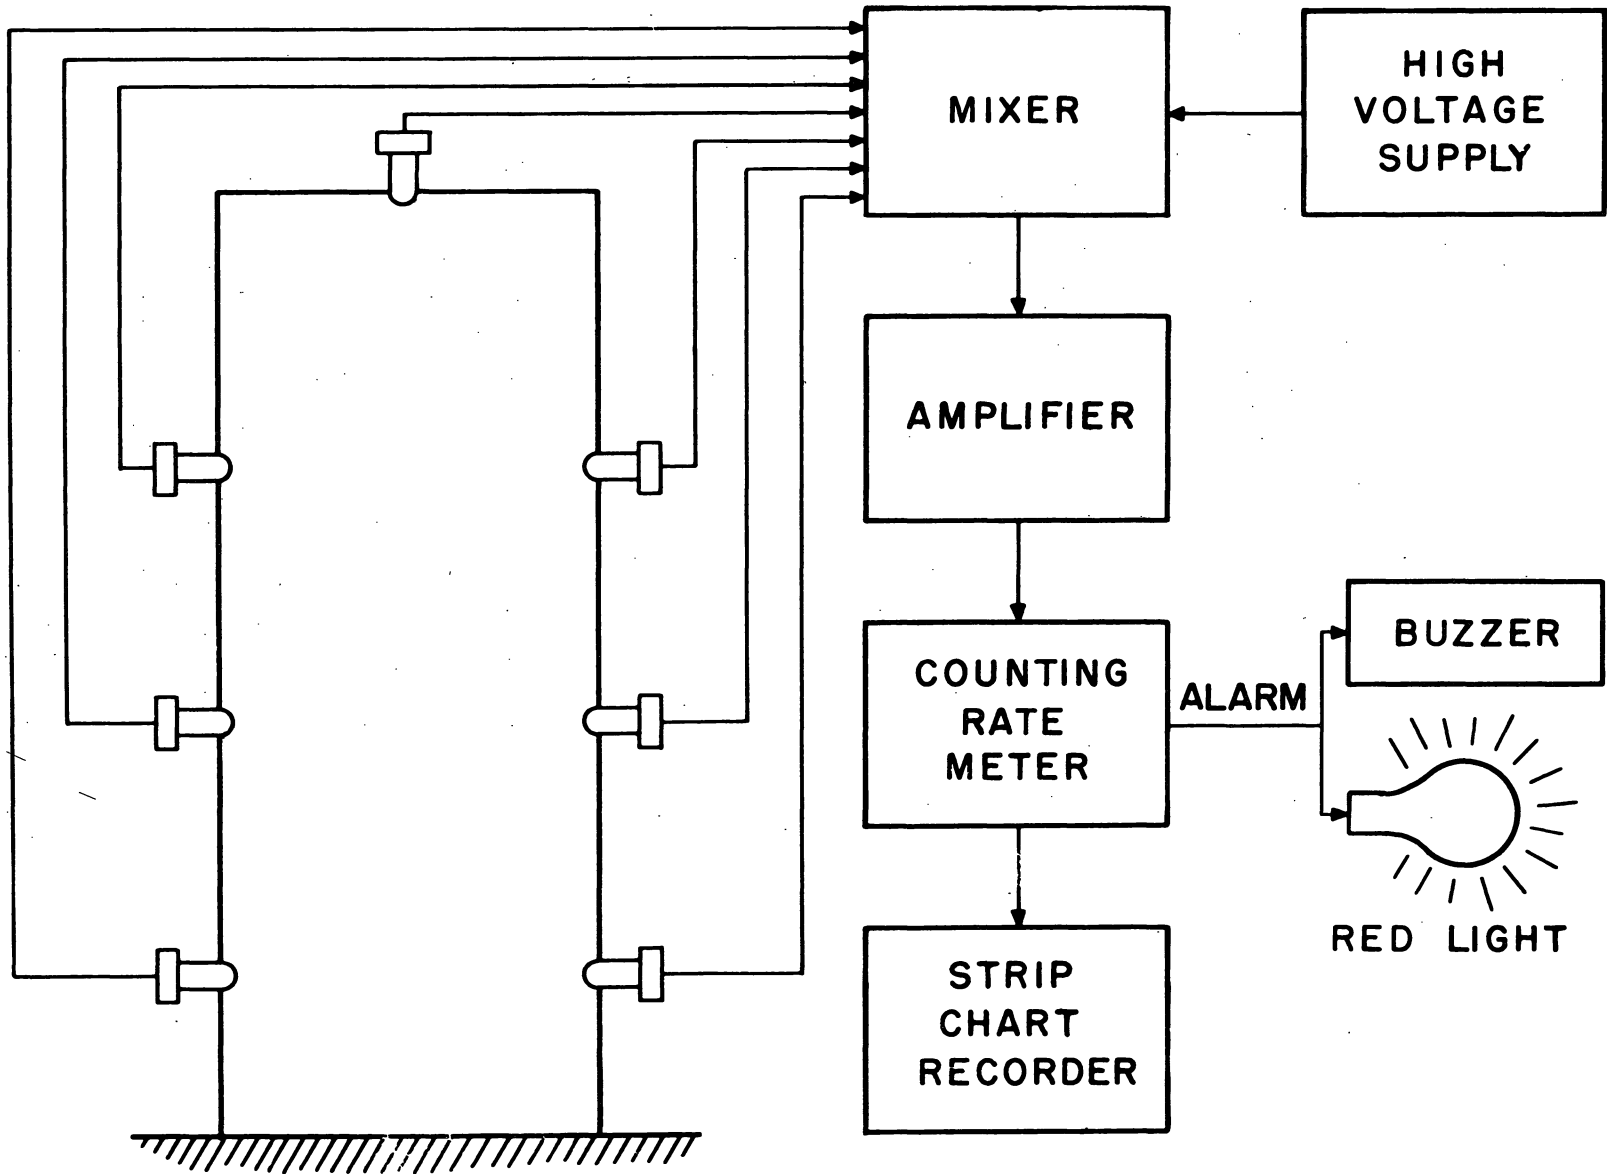 MIXER
HIGH
VOLTAGE
SUPPLY
AMPLIFIER
COUNTING
RATE
METER
ALARM
BUZZER
RED LIGHT
STRIP
CHART
RECORDER